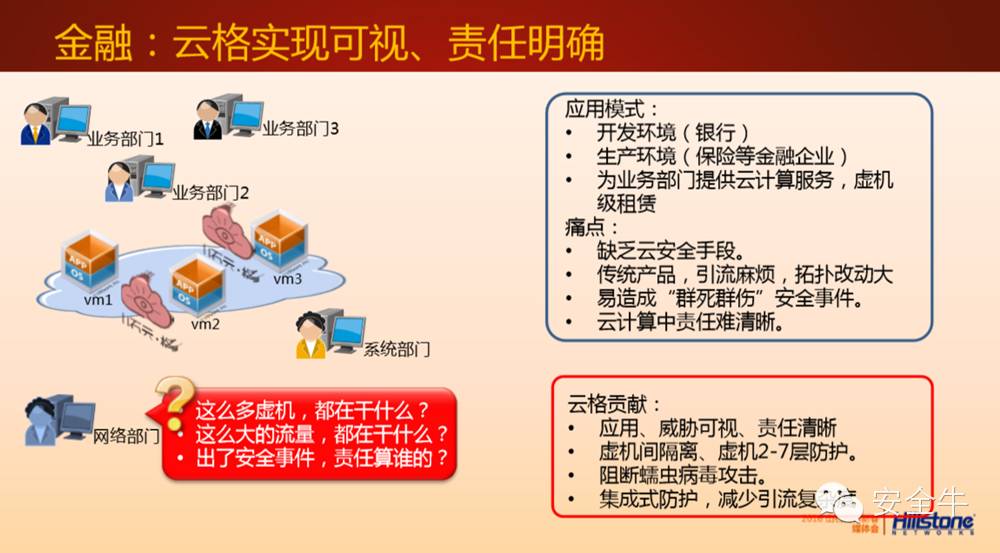 金融：云格实现可视、责任明确
业务部门1
业务部门3
业务部门2
APP
OS
vm1
APP
OS
vm2
APP
OS
vm3
系统部门
网络部门
?
这么多虚机，都在干什么？
• 这么大的流量，都在干什么？
• 出了安全事件，责任算谁的？
应用模式：
• 开发环境（银行）
• 生产环境（保险等金融企业）
• 为业务部门提供云计算服务，虚机
级租赁
痛点：
• 缺乏云安全手段。
• 传统产品，引流麻烦，拓扑改动大
• 易造成“群死群伤”安全事件。
• 云计算中责任难清晰。
云格贡献：
• 应用、威胁可视、责任清晰
• 虚机间隔离、虚机2-7层防护。
• 阻断蠕虫病毒攻击。
• 集成式防护，减少引流复
安全牛
媒体会
Hillstone
NETWORKS